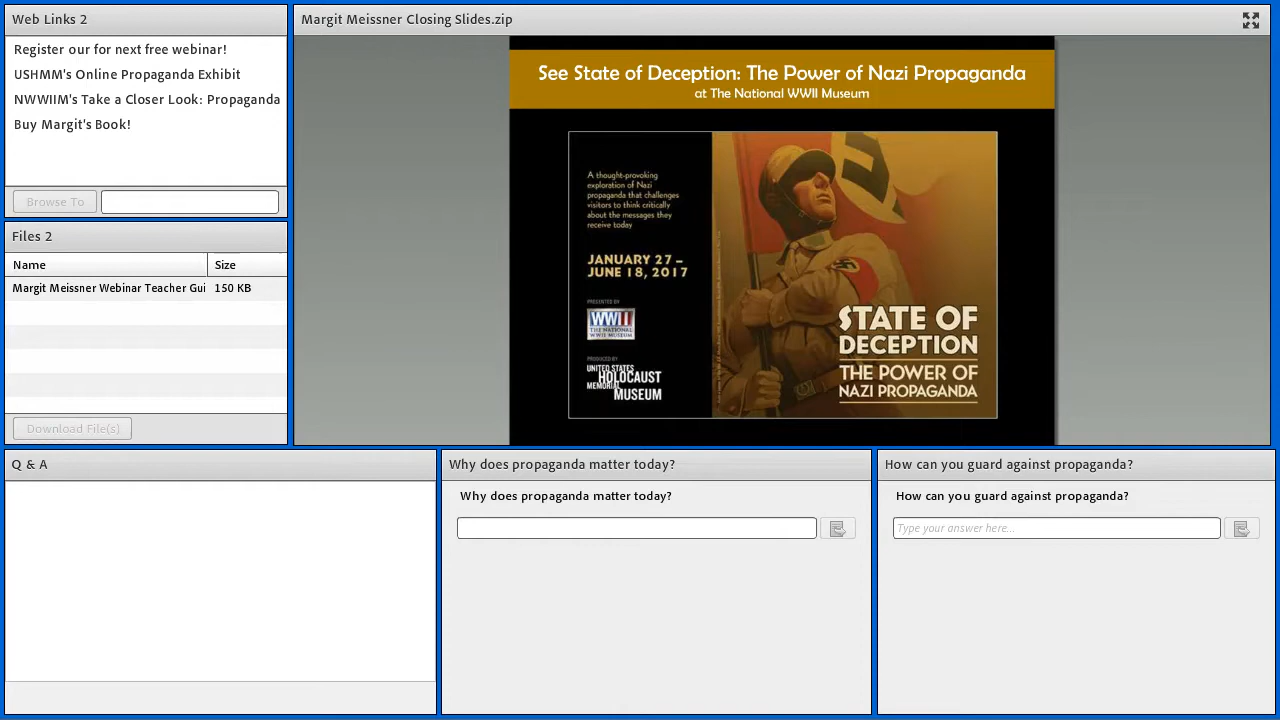 Web Links 2
Register our for next free webinar!
USHMM's Online Propaganda Exhibit
NWWIIM's Take a Closer Look: Propaganda
Buy Margit's Book!
Browse To
Files 2
Name Size
Margit Meissner Webinar Teacher Gui 150 KB
Download File(s)
Margit Meissner Closing Slides.zip
See State of Deception: The Power of Nazi Propaganda
at The National WWII Museum
A thought-provoking
exploration of Nazi
propaganda that challenges
visitors to think critically
about the messages they
receive today
JANUARY 27 –
JUNE 18, 2017
PRESENTED BY
WWII
THE NATIONAL
WWII MUSEUM
PRODUCED BY
UNITED STATES
HOLOCAUST
MEMORIAL
MUSEUM
STATE OF
DECEPTION
THE POWER OF
NAZI PROPAGANDA
Q & A
Why does propaganda matter today?
Why does propaganda matter today?
How can you guard against propaganda?
How can you guard against propaganda?
Type your answer here...